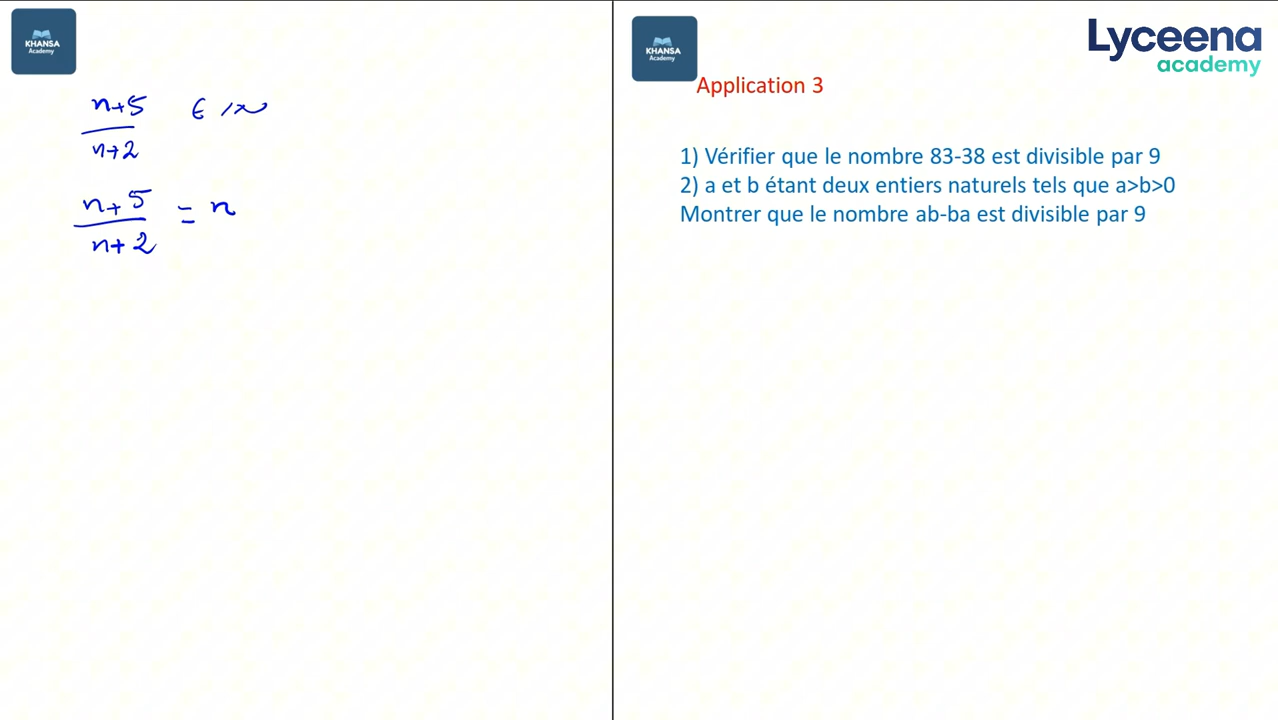 KHANSA
Academy
n+5 ∈ IN
n+2
n+5 = n
n+2
KHANSA
Academy
Lyceena
academy
Application 3
1) Vérifier que le nombre 83-38 est divisible par 9
2) a et b étant deux entiers naturels tels que a>b>0
Montrer que le nombre ab-ba est divisible par 9